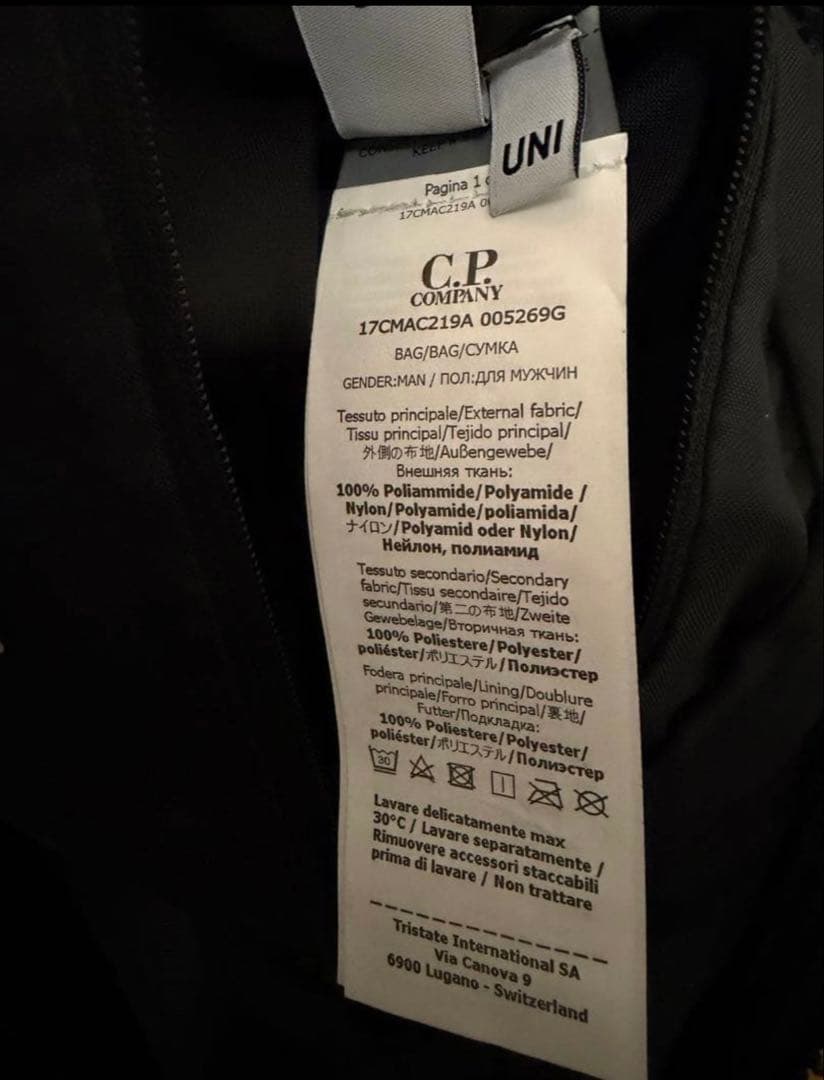 KEEP
UNI
Pagina 1
17CMAC219A
C.P.
COMPANY
17CMAC219A 005269G
BAG/BAG/СУМКА
GENDER:MAN / ПОЛ:ДЛЯ МУЖЧИН
Tessuto principale/External fabric/
Tissu principal/Tejido principal/
外側の布地/Außengewebe/
Внешняя ткань:
100% Poliammide/Polyamide /
Nylon/Polyamide/poliamida/
ナイロン/Polyamid oder Nylon/
Нейлон, полиамид
Tessuto secondario/Secondary
fabric/Tissu secondaire/Tejido
secundario/第二の布地/Zweite
Gewebelage/Вторичная ткань:
100% Poliestere/Polyester/
poliéster/ポリエステル/Полиэстер
Fodera principale/Lining/Doublure
principale/Forro principal/裏地/
Futter/Подкладка:
100% Poliestere/Polyester/
poliéster/ポリエステル/Полиэстер
30
Lavare delicatamente max
30°C / Lavare separatamente /
Rimuovere accessori staccabili
prima di lavare / Non trattare
Tristate International SA
Via Canova 9
6900 Lugano - Switzerland